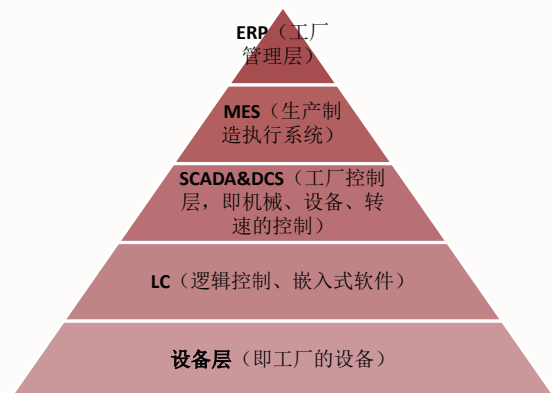 ERP（工厂
管理层）
MES（生产制
造执行系统）
SCADA&DCS（工厂控制
层，即机械、设备、转
速的控制）
LC（逻辑控制、嵌入式软件）
设备层（即工厂的设备）